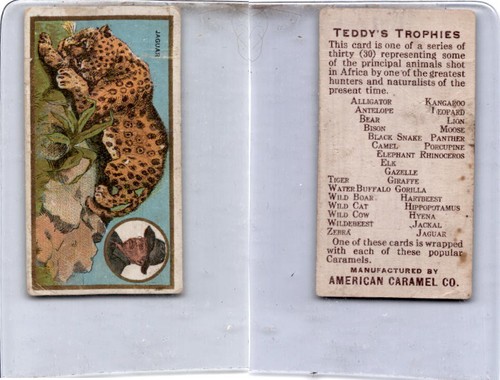 JAGUAR
TEDDY'S TROPHIES
This card is one of a series of
thirty (30) representing some
of the principal animals shot
in Africa by one of the greatest
hunters and naturalists of the
present time.
ALLIGATOR KANGAROO
ANTELOPE LEOPARD
BEAR LION
BISON MOOSE
BLACK SNAKE PANTHER
CAMEL PORCUPINE
ELEPHANT RHINOCEROS
ELK
GAZELLE
TIGER GIRAFFE
WATER BUFFALO GORILLA
WILD BOAR HARTBEEST
WILD CAT HIPPOPOTAMUS
WILD COW HYENA
WILDEBEEST JACKAL
ZEBRA JAGUAR
One of these cards is wrapped
with each of these popular
Caramels.
MANUFACTURED BY
AMERICAN CARAMEL CO.